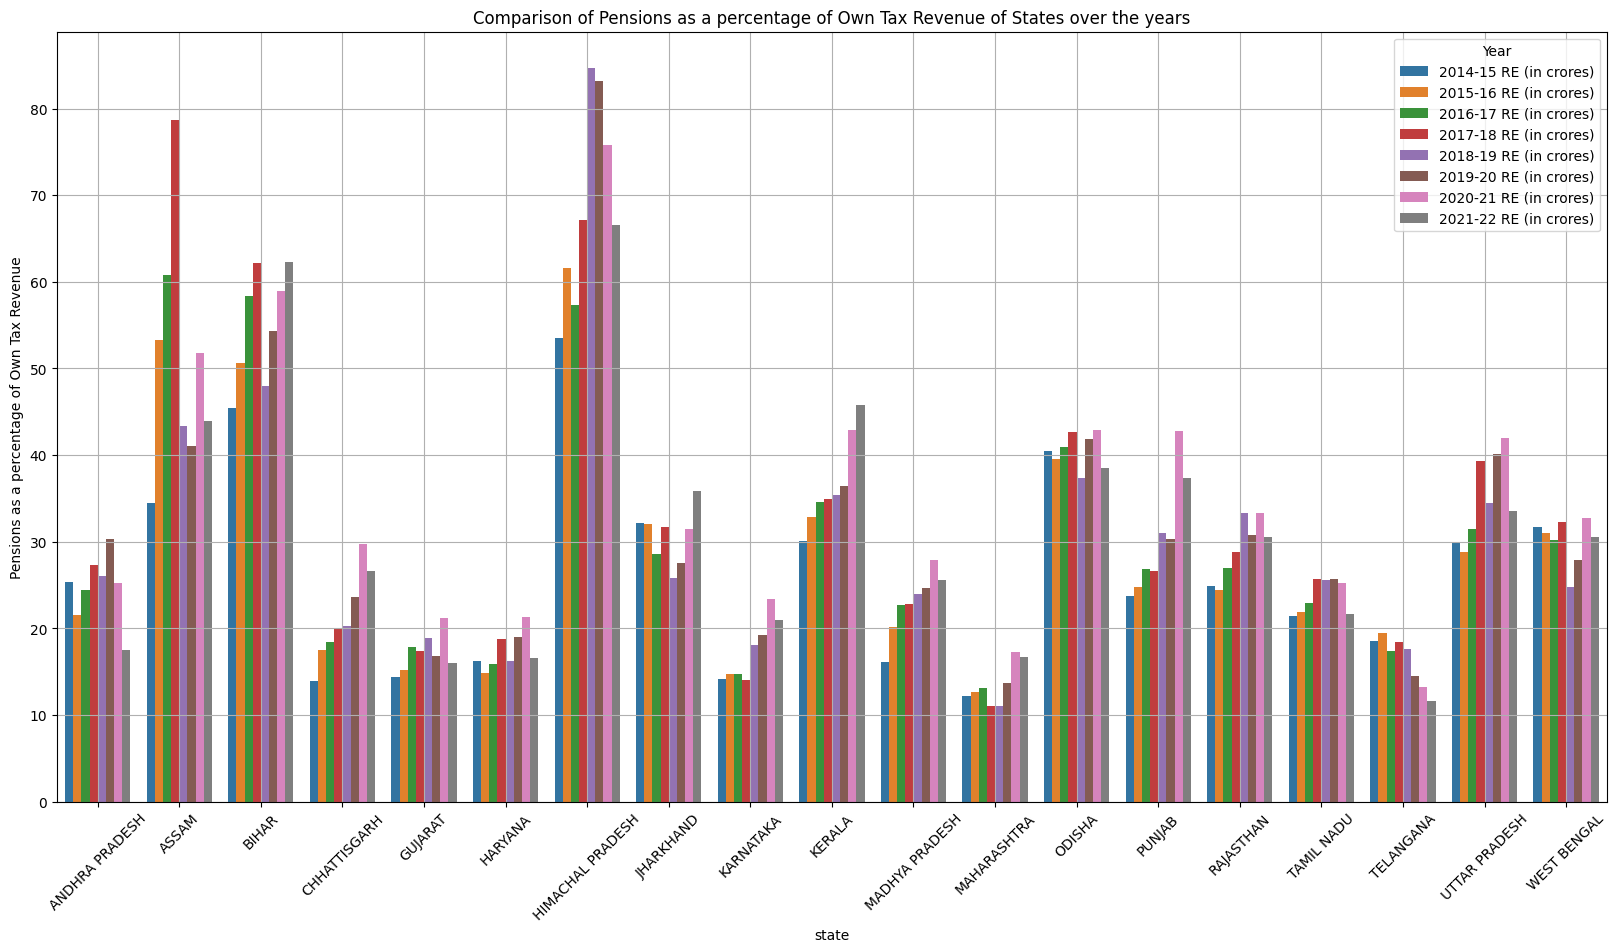 Comparison of Pensions as a percentage of Own Tax Revenue of States over the years
Year
2014-15 RE (in crores)
2015-16 RE (in crores)
2016-17 RE (in crores)
2017-18 RE (in crores)
2018-19 RE (in crores)
2019-20 RE (in crores)
2020-21 RE (in crores)
2021-22 RE (in crores)
Pensions as a percentage of Own Tax Revenue
80
70
60
50
40
30
20
10
0
ANDHRA PRADESH
ASSAM
BIHAR
CHHATTISGARH
GUJARAT
HARYANA
HIMACHAL PRADESH
JHARKHAND
KARNATAKA
KERALA
MADHYA PRADESH
MAHARASHTRA
ODISHA
PUNJAB
RAJASTHAN
TAMIL NADU
TELANGANA
UTTAR PRADESH
WEST BENGAL
state